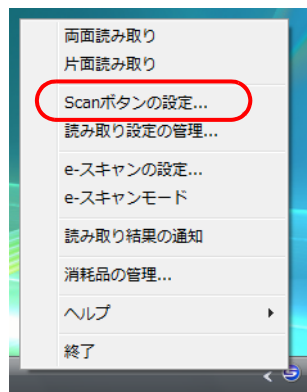 両面読み取り
片面読み取り
Scanボタンの設定...
読み取り設定の管理...
e-スキャンの設定...
e-スキャンモード
読み取り結果の通知
消耗品の管理...
ヘルプ
終了